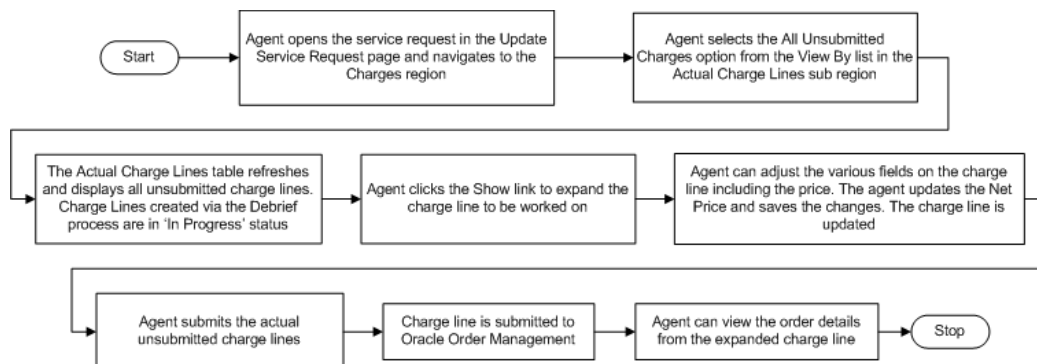 Start
Agent opens the service request in the Update
Service Request page and navigates to the
Charges region
Agent selects the All Unsubmitted
Charges option from the View By list in the
Actual Charge Lines sub region
The Actual Charge Lines table refreshes
and displays all unsubmitted charge lines.
Charge Lines created via the Debrief
process are in ‘In Progress’ status
Agent clicks the Show link to expand the
charge line to be worked on
Agent can adjust the various fields on the charge
line including the price. The agent updates the Net
Price and saves the changes. The charge line is
updated
Agent submits the actual
unsubmitted charge lines
Charge line is submitted to
Oracle Order Management
Agent can view the order details
from the expanded charge line
Stop